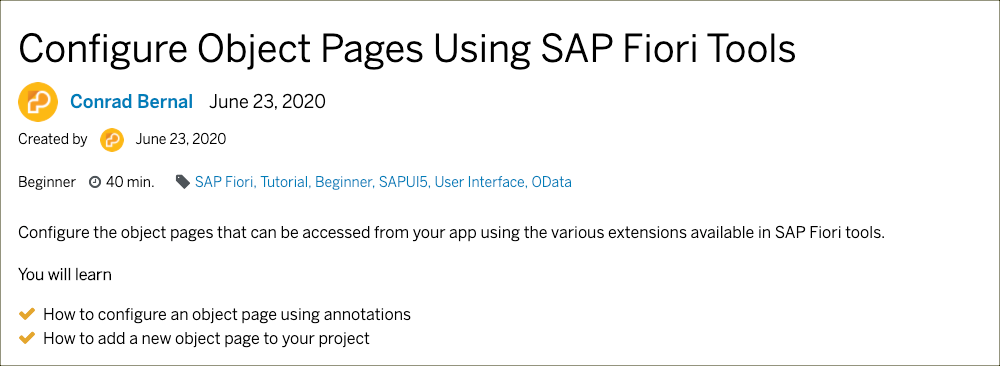 Configure Object Pages Using SAP Fiori Tools
Conrad Bernal June 23, 2020
Created by June 23, 2020
Beginner 40 min. SAP Fiori, Tutorial, Beginner, SAPUI5, User Interface, OData
Configure the object pages that can be accessed from your app using the various extensions available in SAP Fiori tools.
You will learn
How to configure an object page using annotations
How to add a new object page to your project